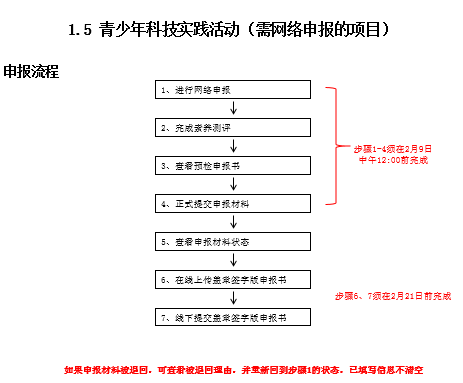 1.5 青少年科技实践活动（需网络申报的项目）
申报流程
1、进行网络申报
2、完成素养测评
3、查看预检申报书
4、正式提交申报材料
步骤1-4须在2月9日
中午12:00前完成
5、查看申报材料状态
6、在线上传盖章签字版申报书
7、线下提交盖章签字版申报书
步骤6、7须在2月21日前完成
如果申报材料被退回，可查看被退回理由，并重新回到步骤1的状态，已填写信息不清空